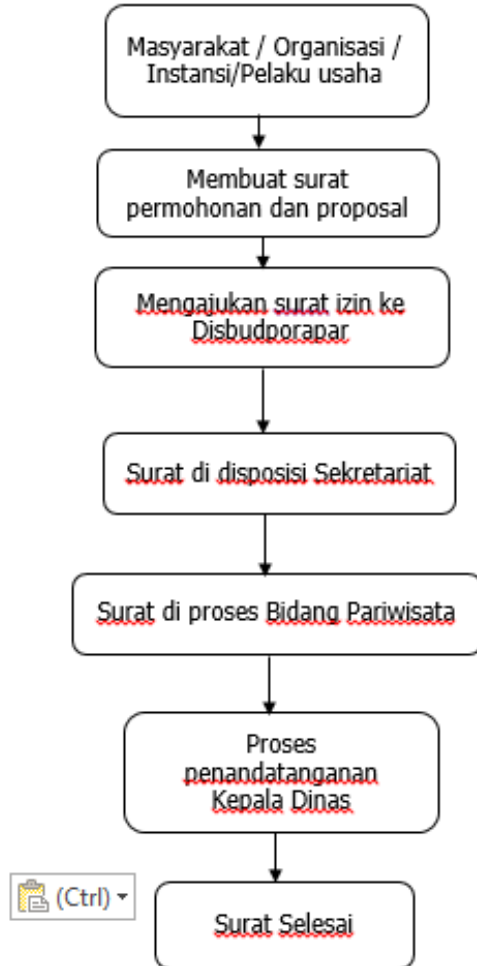 Masyarakat / Organisasi /
Instansi/Pelaku usaha
Membuat surat
permohonan dan proposal
Mengajukan surat izin ke
Disbudporapar
Surat di disposisi Sekretariat
Surat di proses Bidang Pariwisata
Proses
penandatanganan
Kepala Dinas
(Ctrl)
Surat Selesai